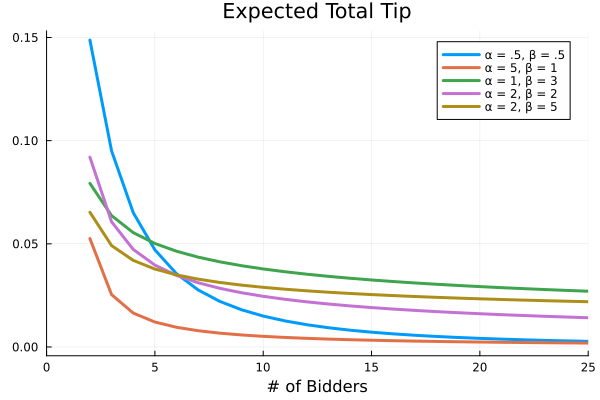 Expected Total Tip
0.15
0.10
0.05
0.00
α = .5, β = .5
α = 5, β = 1
α = 1, β = 3
α = 2, β = 2
α = 2, β = 5
0 5 10 15 20 25
# of Bidders